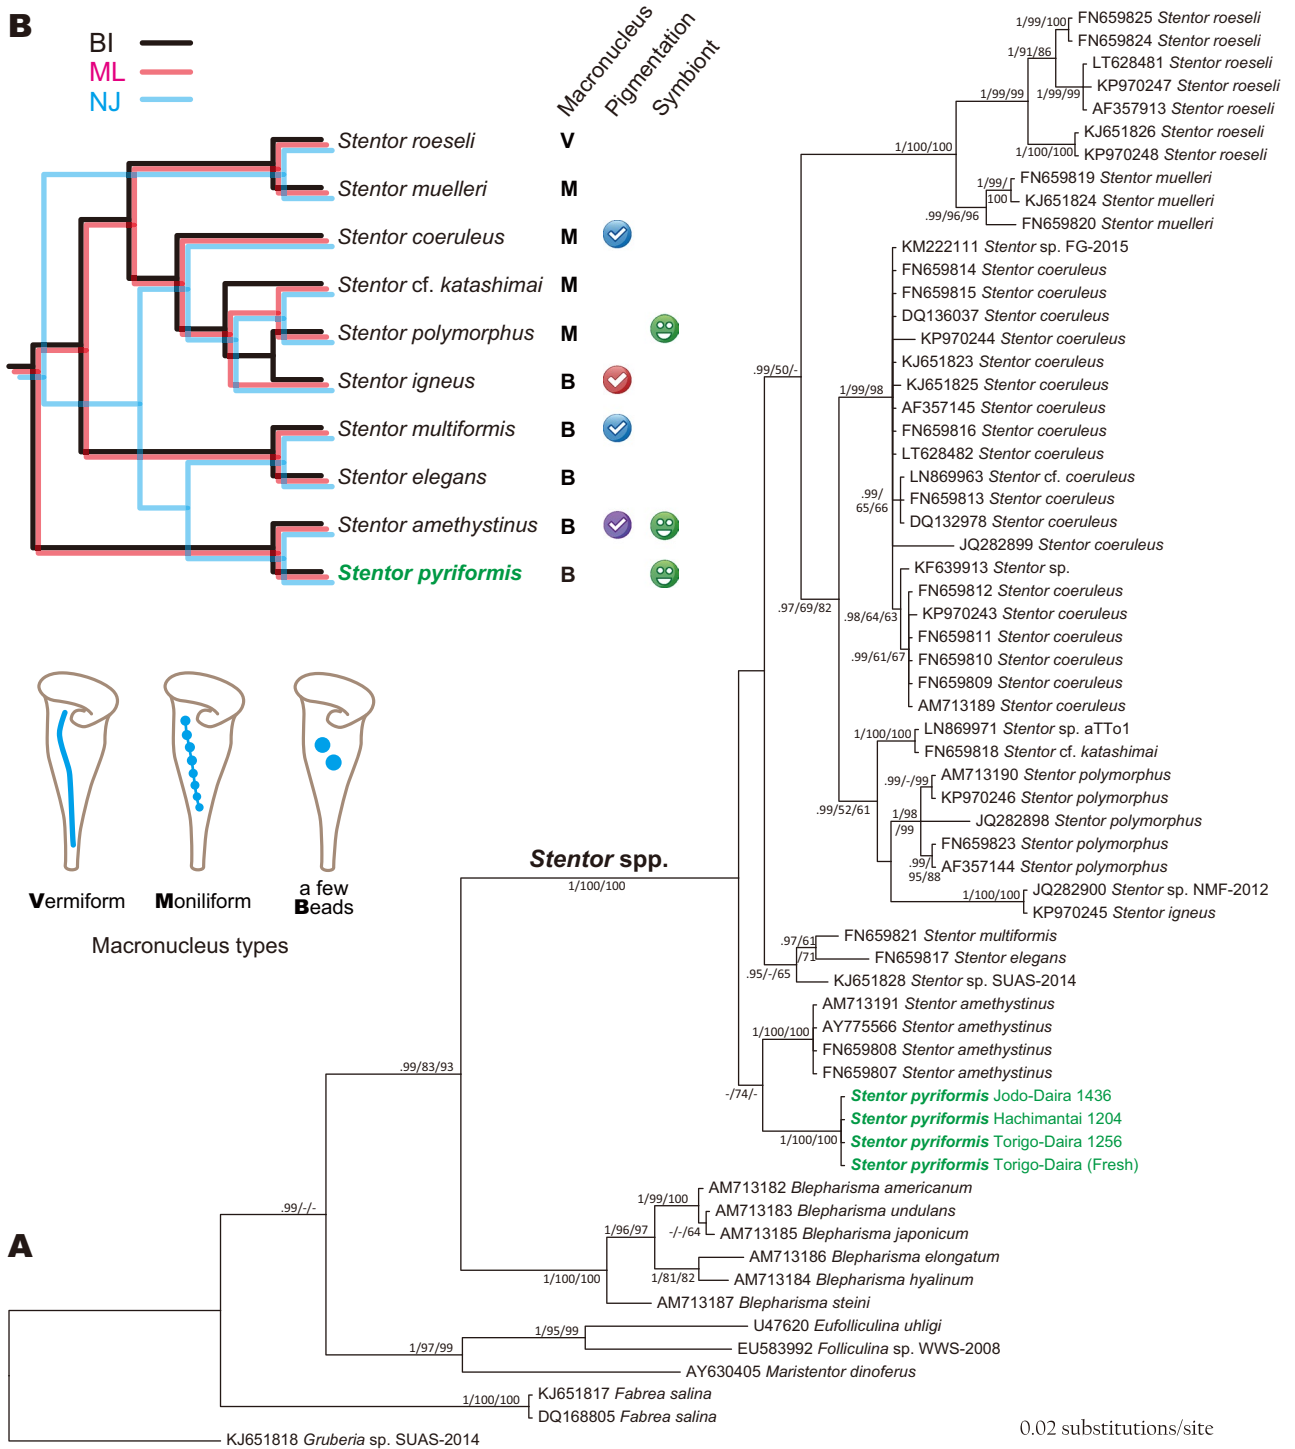 B
BI
ML
NJ
Macronucleus
Pigmentation
Symbiont
Stentor roeseli V
Stentor muelleri M
Stentor coeruleus M
Stentor cf. katashimai M
Stentor polymorphus M
Stentor igneus B
Stentor multiformis B
Stentor elegans B
Stentor amethystinus B
Stentor pyriformis B
Vermiform
Moniliform
a few
Beads
Macronucleus types
A
Stentor spp.
1/100/100
FN659825 Stentor roeseli
1/99/100
FN659824 Stentor roeseli
1/91/86
LT628481 Stentor roeseli
KP970247 Stentor roeseli
1/99/99
1/99/99
AF357913 Stentor roeseli
KJ651826 Stentor roeseli
1/100/100
KP970248 Stentor roeseli
1/100/100
FN659819 Stentor muelleri
1/99/
100
KJ651824 Stentor muelleri
.99/96/96
FN659820 Stentor muelleri
KM222111 Stentor sp. FG-2015
FN659814 Stentor coeruleus
FN659815 Stentor coeruleus
DQ136037 Stentor coeruleus
KP970244 Stentor coeruleus
KJ651823 Stentor coeruleus
.99/50/-
KJ651825 Stentor coeruleus
1/99/98
AF357145 Stentor coeruleus
FN659816 Stentor coeruleus
LT628482 Stentor coeruleus
LN869963 Stentor cf. coeruleus
.99/
65/66
FN659813 Stentor coeruleus
DQ132978 Stentor coeruleus
JQ282899 Stentor coeruleus
KF639913 Stentor sp.
FN659812 Stentor coeruleus
.97/69/82
.98/64/63
KP970243 Stentor coeruleus
FN659811 Stentor coeruleus
.99/61/67
FN659810 Stentor coeruleus
FN659809 Stentor coeruleus
AM713189 Stentor coeruleus
LN869971 Stentor sp. aTTo1
1/100/100
FN659818 Stentor cf. katashimai
AM713190 Stentor polymorphus
.99/-/99
KP970246 Stentor polymorphus
.99/52/61
1/98
/99
JQ282898 Stentor polymorphus
FN659823 Stentor polymorphus
.99/
95/88
AF357144 Stentor polymorphus
JQ282900 Stentor sp. NMF-2012
1/100/100
KP970245 Stentor igneus
FN659821 Stentor multiformis
.97/61
/71
FN659817 Stentor elegans
.95/-/65
KJ651828 Stentor sp. SUAS-2014
AM713191 Stentor amethystinus
AY775566 Stentor amethystinus
1/100/100
FN659808 Stentor amethystinus
FN659807 Stentor amethystinus
-/74/-
Stentor pyriformis Jodo-Daira 1436
Stentor pyriformis Hachimantai 1204
1/100/100
Stentor pyriformis Torigo-Daira 1256
Stentor pyriformis Torigo-Daira (Fresh)
.99/83/93
AM713182 Blepharisma americanum
1/99/100
AM713183 Blepharisma undulans
-/-/64
AM713185 Blepharisma japonicum
1/96/97
AM713186 Blepharisma elongatum
1/81/82
AM713184 Blepharisma hyalinum
1/100/100
AM713187 Blepharisma steini
.99/-/-
U47620 Eufolliculina uhligi
1/95/99
EU583992 Folliculina sp. WWS-2008
1/97/99
AY630405 Maristentor dinoferus
KJ651817 Fabrea salina
1/100/100
DQ168805 Fabrea salina
KJ651818 Gruberia sp. SUAS-2014
0.02 substitutions/site